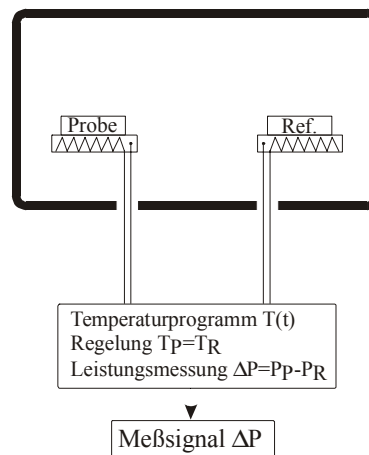 Probe
Ref.
Temperaturprogramm T(t)
Regelung TP=TR
Leistungsmessung ΔP=PP-PR
Meßsignal ΔP